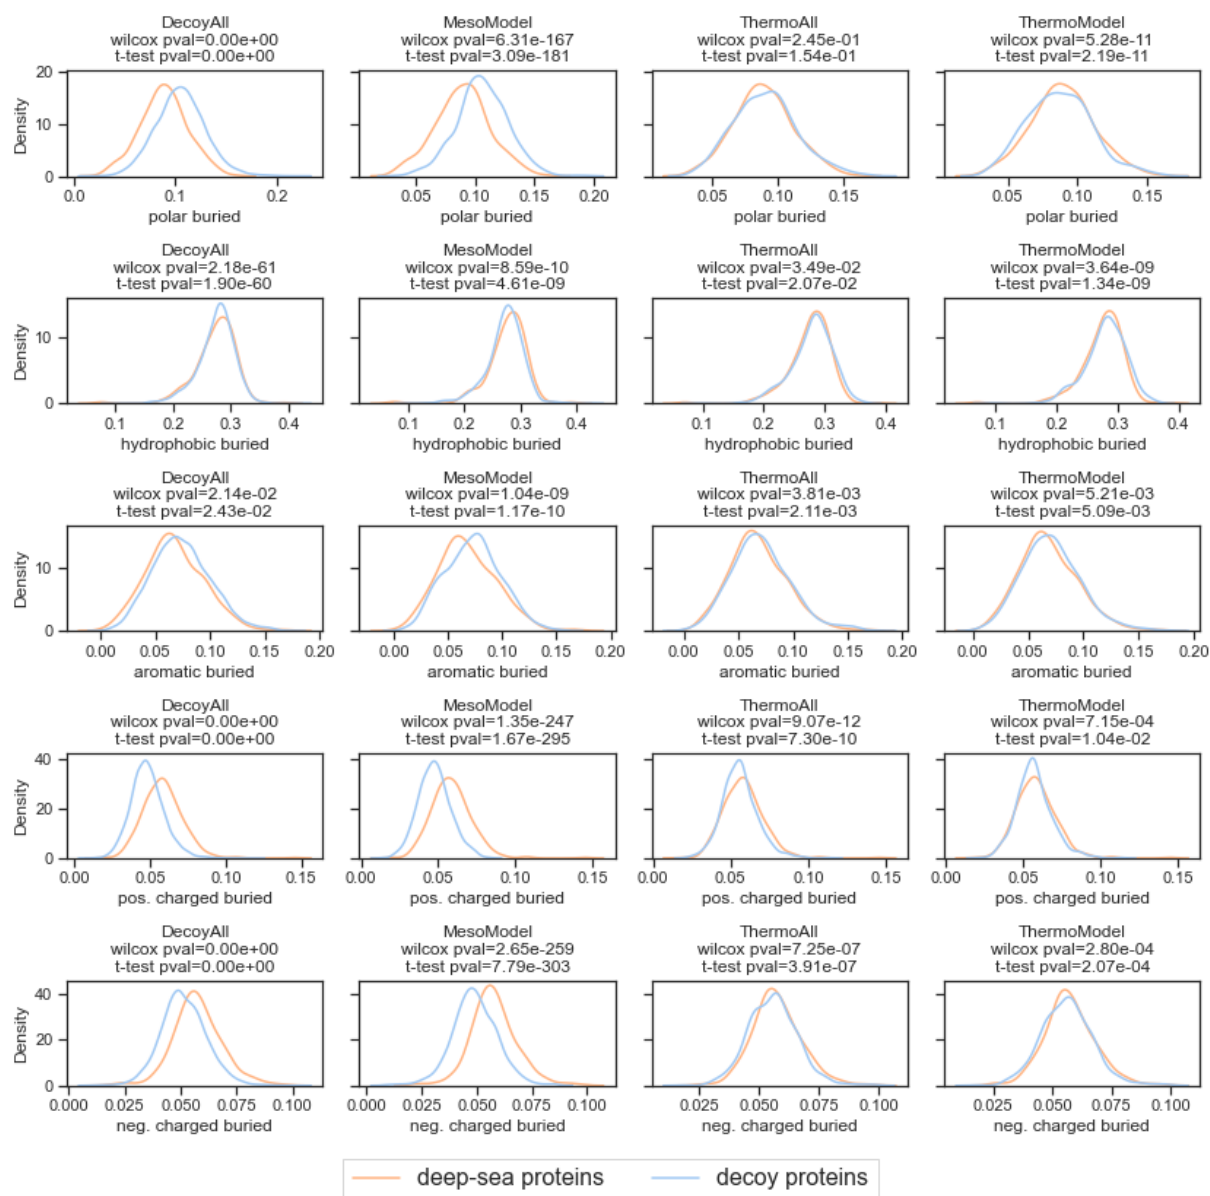 DecoyAll
wilcox pval=0.00e+00
t-test pval=0.00e+00
MesoModel
wilcox pval=6.31e-167
t-test pval=3.09e-181
ThermoAll
wilcox pval=2.45e-01
t-test pval=1.54e-01
ThermoModel
wilcox pval=5.28e-11
t-test pval=2.19e-11
Density
20
10
0
0.0 0.1 0.2
polar buried
0.05 0.10 0.15 0.20
polar buried
0.05 0.10 0.15
polar buried
0.05 0.10 0.15
polar buried
DecoyAll
wilcox pval=2.18e-61
t-test pval=1.90e-60
MesoModel
wilcox pval=8.59e-10
t-test pval=4.61e-09
ThermoAll
wilcox pval=3.49e-02
t-test pval=2.07e-02
ThermoModel
wilcox pval=3.64e-09
t-test pval=1.34e-09
Density
10
0
0.1 0.2 0.3 0.4
hydrophobic buried
0.1 0.2 0.3 0.4
hydrophobic buried
0.1 0.2 0.3 0.4
hydrophobic buried
0.1 0.2 0.3 0.4
hydrophobic buried
DecoyAll
wilcox pval=2.14e-02
t-test pval=2.43e-02
MesoModel
wilcox pval=1.04e-09
t-test pval=1.17e-10
ThermoAll
wilcox pval=3.81e-03
t-test pval=2.11e-03
ThermoModel
wilcox pval=5.21e-03
t-test pval=5.09e-03
Density
10
0
0.00 0.05 0.10 0.15 0.20
aromatic buried
0.00 0.05 0.10 0.15 0.20
aromatic buried
0.00 0.05 0.10 0.15 0.20
aromatic buried
0.00 0.05 0.10 0.15 0.20
aromatic buried
DecoyAll
wilcox pval=0.00e+00
t-test pval=0.00e+00
MesoModel
wilcox pval=1.35e-247
t-test pval=1.67e-295
ThermoAll
wilcox pval=9.07e-12
t-test pval=7.30e-10
ThermoModel
wilcox pval=7.15e-04
t-test pval=1.04e-02
Density
40
20
0
0.00 0.05 0.10 0.15
pos. charged buried
0.00 0.05 0.10 0.15
pos. charged buried
0.00 0.05 0.10 0.15
pos. charged buried
0.00 0.05 0.10 0.15
pos. charged buried
DecoyAll
wilcox pval=0.00e+00
t-test pval=0.00e+00
MesoModel
wilcox pval=2.65e-259
t-test pval=7.79e-303
ThermoAll
wilcox pval=7.25e-07
t-test pval=3.91e-07
ThermoModel
wilcox pval=2.80e-04
t-test pval=2.07e-04
Density
40
20
0
0.000 0.025 0.050 0.075 0.100
neg. charged buried
0.000 0.025 0.050 0.075 0.100
neg. charged buried
0.025 0.050 0.075 0.100
neg. charged buried
0.025 0.050 0.075 0.100
neg. charged buried
deep-sea proteins
decoy proteins